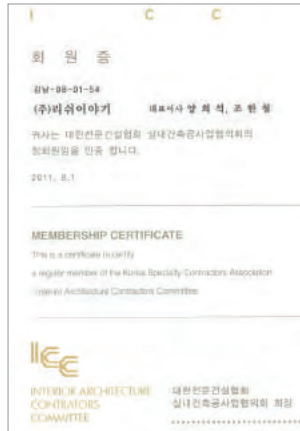 I C C
회 원 증
강남-08-01-54
(주)리쉬이야기 대표이사 양 희 석, 조 한 철
귀사는 대한전문건설협회 실내건축공사업협의회의
정회원임을 인증 합니다.
2011. 8.1
MEMBERSHIP CERTIFICATE
This is a certificate to certify
a regular member of the Korea Specialty Contractors Association
Interior Architecture Contractors Committee
ICC
INTERIOR ARCHITECTURE
CONTRATORS
COMMITTEE
대한전문건설협회
실내건축공사업협의회 회장